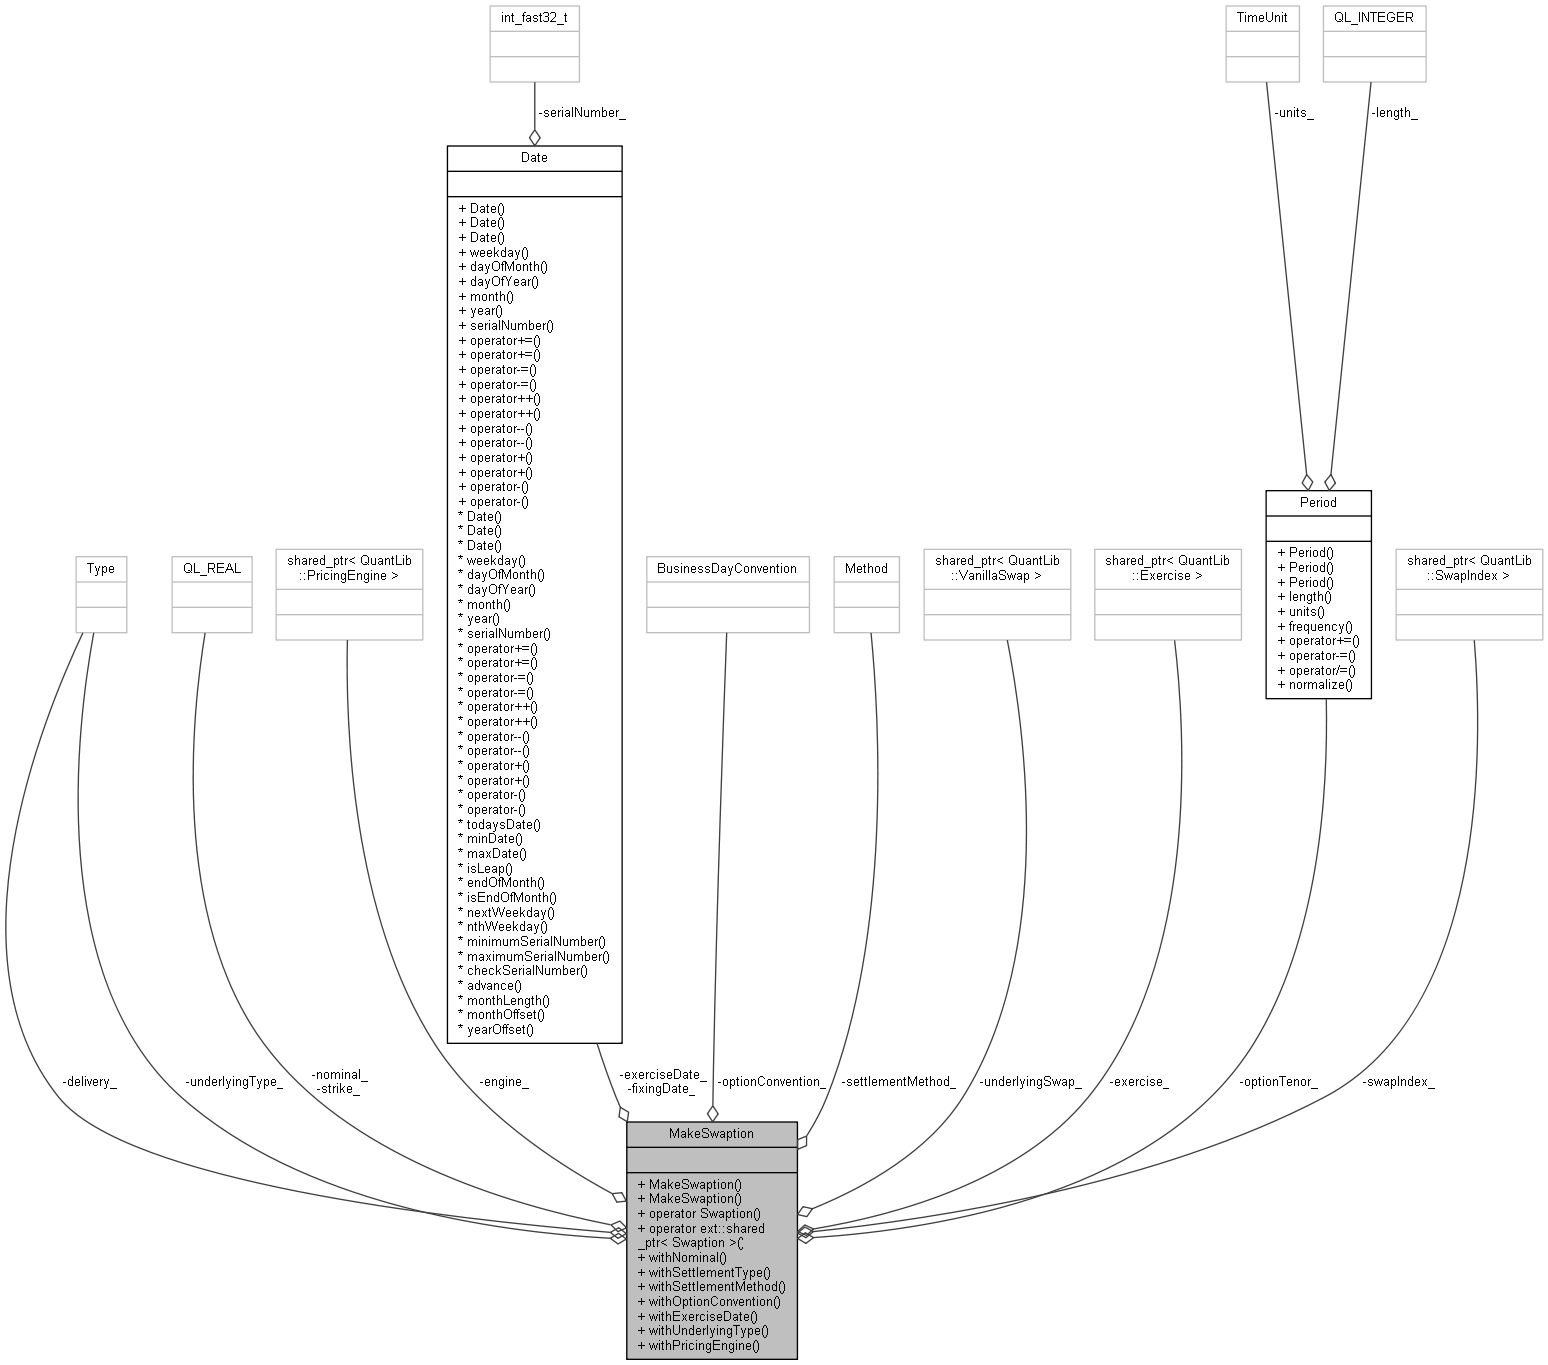 int_fast32_t
TimeUnit
QL_INTEGER
-serialNumber_
-units_
-length_
Date
+ Date()
+ Date()
+ Date()
+ weekday()
+ dayOfMonth()
+ dayOfYear()
+ month()
+ year()
+ serialNumber()
+ operator+=()
+ operator+=()
+ operator-=()
+ operator-=()
+ operator++()
+ operator++()
+ operator--()
+ operator--()
+ operator+()
+ operator+()
+ operator-()
+ operator-()
* Date()
* Date()
* Date()
* weekday()
* dayOfMonth()
* dayOfYear()
* month()
* year()
* serialNumber()
* operator+=()
* operator+=()
* operator-=()
* operator-=()
* operator++()
* operator++()
* operator--()
* operator--()
* operator+()
* operator+()
* operator-()
* operator-()
* todaysDate()
* minDate()
* maxDate()
* isLeap()
* endOfMonth()
* isEndOfMonth()
* nextWeekday()
* nthWeekday()
* minimumSerialNumber()
* maximumSerialNumber()
* checkSerialNumber()
* advance()
* monthLength()
* monthOffset()
* yearOffset()
Period
+ Period()
+ Period()
+ Period()
+ length()
+ units()
+ frequency()
+ operator+=()
+ operator-=()
+ operator/=()
+ normalize()
Type
QL_REAL
shared_ptr< QuantLib
::PricingEngine >
BusinessDayConvention
Method
shared_ptr< QuantLib
::VanillaSwap >
shared_ptr< QuantLib
::Exercise >
shared_ptr< QuantLib
::SwapIndex >
-delivery_
-underlyingType_
-nominal_
-strike_
-engine_
-exerciseDate_
-fixingDate_
-optionConvention_
-settlementMethod_
-underlyingSwap_
-exercise_
-optionTenor_
-swapIndex_
MakeSwaption
+ MakeSwaption()
+ MakeSwaption()
+ operator Swaption()
+ operator ext::shared
_ptr< Swaption >()
+ withNominal()
+ withSettlementType()
+ withSettlementMethod()
+ withOptionConvention()
+ withExerciseDate()
+ withUnderlyingType()
+ withPricingEngine()